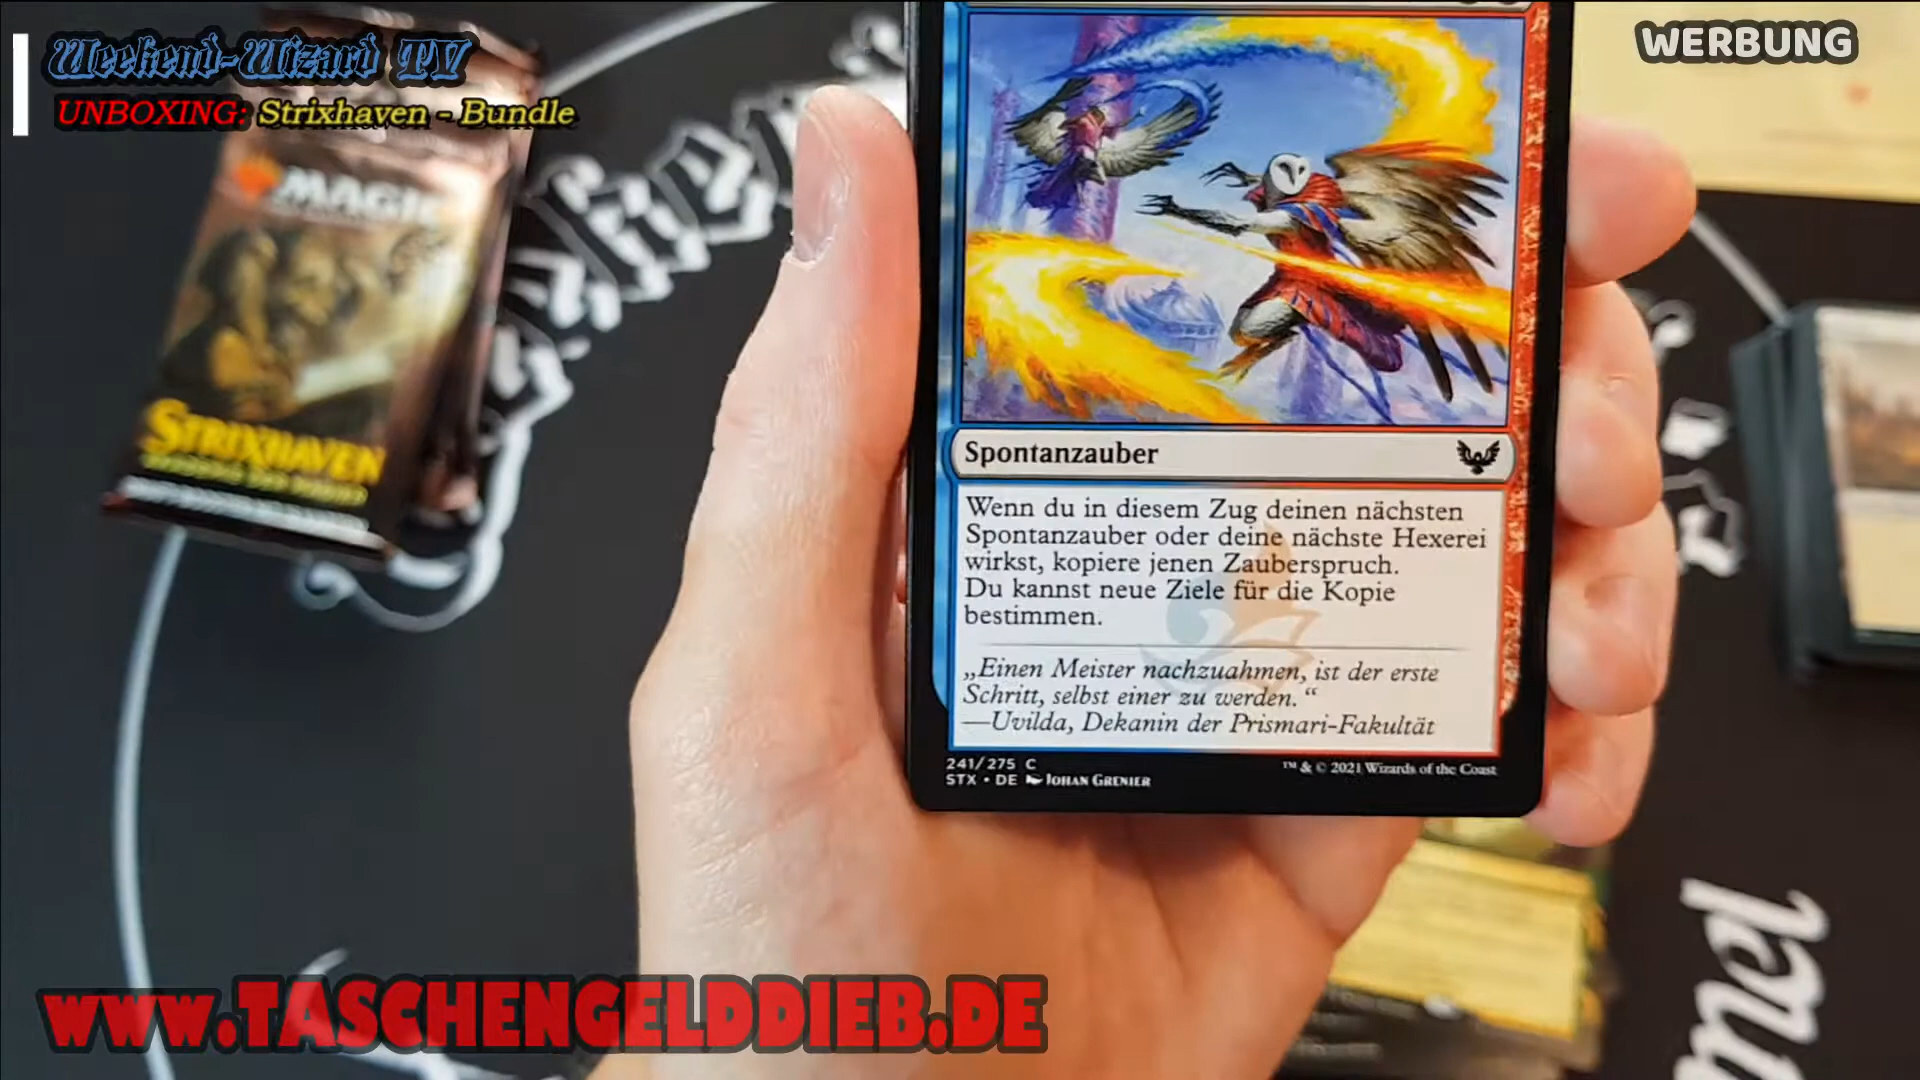 Weekend-Wizard TV
UNBOXING: Strixhaven - Bundle
WERBUNG
MAGIC
STRIXHAVEN
Spontanzauber
Wenn du in diesem Zug deinen nächsten
Spontanzauber oder deine nächste Hexerei
wirkst, kopiere jenen Zauberspruch.
Du kannst neue Ziele für die Kopie
bestimmen.
„Einen Meister nachzuahmen, ist der erste
Schritt, selbst einer zu werden.“
—Uvilda, Dekanin der Prismari-Fakultät
241/275 C
STX • DE JOHAN GRENIER
™ & © 2021 Wizards of the Coast
www.TASCHENGELDDIEB.DE